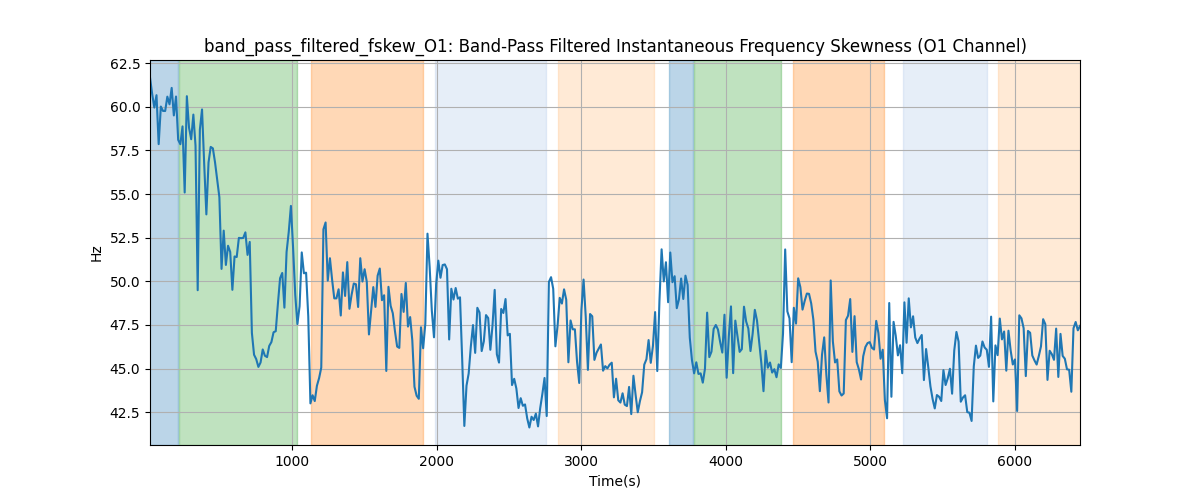 band_pass_filtered_fskew_O1: Band-Pass Filtered Instantaneous Frequency Skewness (O1 Channel)
62.5
60.0
57.5
55.0
52.5
50.0
47.5
45.0
42.5
Hz
1000 2000 3000 4000 5000 6000
Time(s)